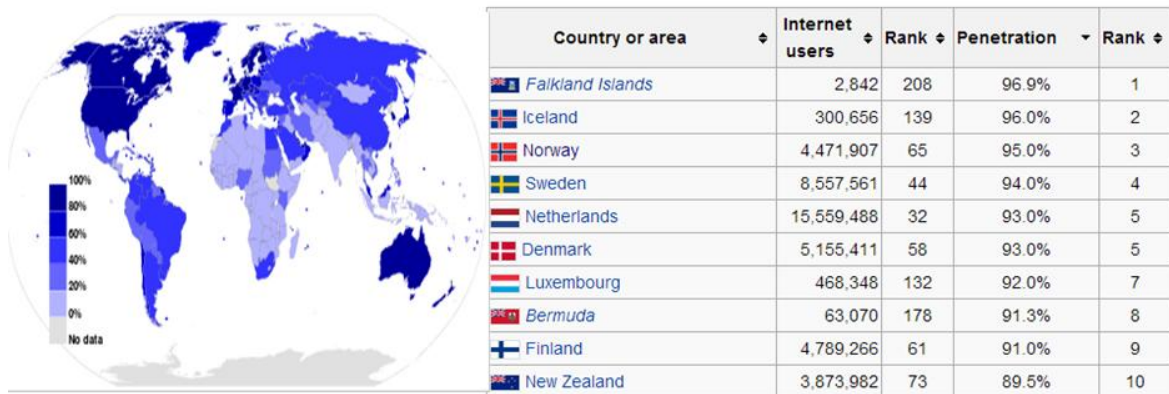 100%
80%
60%
40%
20%
0%
No data
Country or area Internet users Rank Penetration Rank
Falkland Islands 2,842 208 96.9% 1
Iceland 300,656 139 96.0% 2
Norway 4,471,907 65 95.0% 3
Sweden 8,557,561 44 94.0% 4
Netherlands 15,559,488 32 93.0% 5
Denmark 5,155,411 58 93.0% 5
Luxembourg 468,348 132 92.0% 7
Bermuda 63,070 178 91.3% 8
Finland 4,789,266 61 91.0% 9
New Zealand 3,873,982 73 89.5% 10